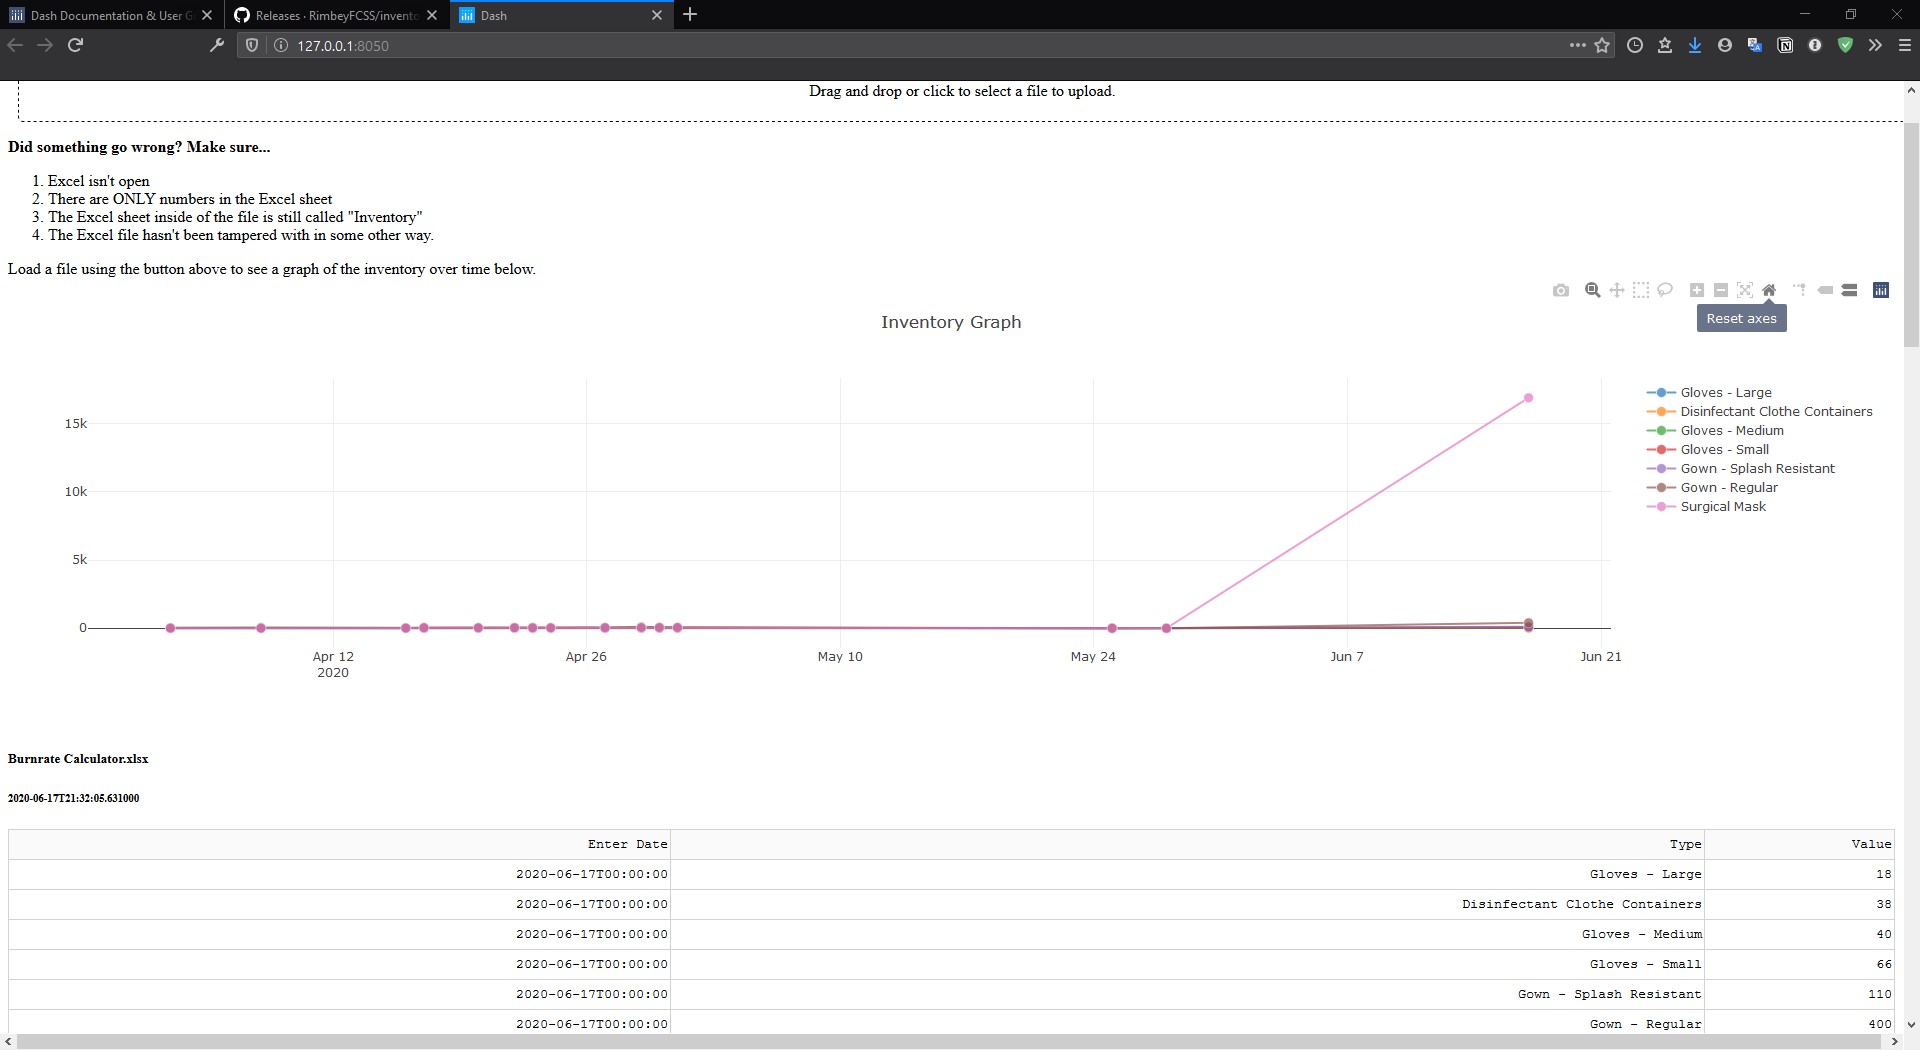 Dash Documentation & User G
Releases · RimbeyFCSS/invento
Dash
127.0.0.1:8050
Drag and drop or click to select a file to upload.
Did something go wrong? Make sure...
1. Excel isn't open
2. There are ONLY numbers in the Excel sheet
3. The Excel sheet inside of the file is still called "Inventory"
4. The Excel file hasn't been tampered with in some other way.
Load a file using the button above to see a graph of the inventory over time below.
Reset axes
Inventory Graph
15k
10k
5k
0
Apr 12
2020
Apr 26
May 10
May 24
Jun 7
Jun 21
Gloves - Large
Disinfectant Clothe Containers
Gloves - Medium
Gloves - Small
Gown - Splash Resistant
Gown - Regular
Surgical Mask
Burnrate Calculator.xlsx
2020-06-17T21:32:05.631000
Enter Date Type Value
2020-06-17T00:00:00 Gloves - Large 18
2020-06-17T00:00:00 Disinfectant Clothe Containers 38
2020-06-17T00:00:00 Gloves - Medium 40
2020-06-17T00:00:00 Gloves - Small 66
2020-06-17T00:00:00 Gown - Splash Resistant 110
2020-06-17T00:00:00 Gown - Regular 400